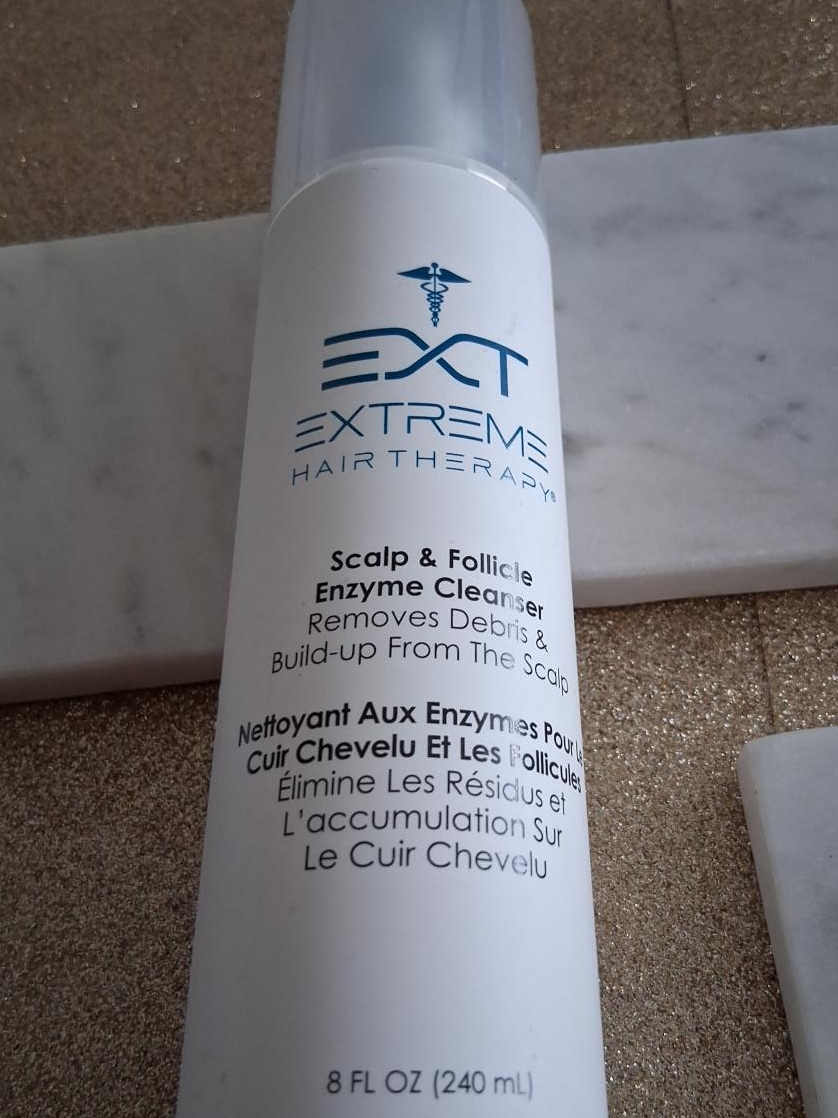 EXT
EXTREME
HAIR THERAPY®
Scalp & Follicle
Enzyme Cleanser
Removes Debris &
Build-up From The Scalp
Nettoyant Aux Enzymes Pour
Cuir Chevelu Et Les Follicules
Élimine Les Résidus et
L'accumulation Sur
Le Cuir Chevelu
8 FL OZ (240 mL)